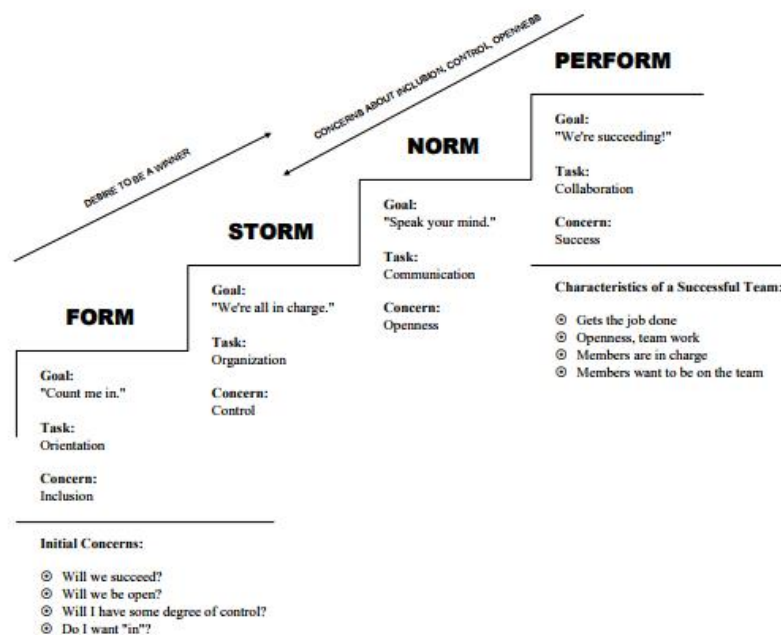 CONCERNS ABOUT INCLUSION, CONTROL, OPENNESS
DESIRE TO BE A WINNER
FORM
Goal:
"Count me in."
Task:
Orientation
Concern:
Inclusion
Initial Concerns:
Will we succeed?
Will we be open?
Will I have some degree of control?
Do I want "in"?
STORM
Goal:
"We're all in charge."
Task:
Organization
Concern:
Control
NORM
Goal:
"Speak your mind."
Task:
Communication
Concern:
Openness
PERFORM
Goal:
"We're succeeding!"
Task:
Collaboration
Concern:
Success
Characteristics of a Successful Team:
Gets the job done
Openness, team work
Members are in charge
Members want to be on the team